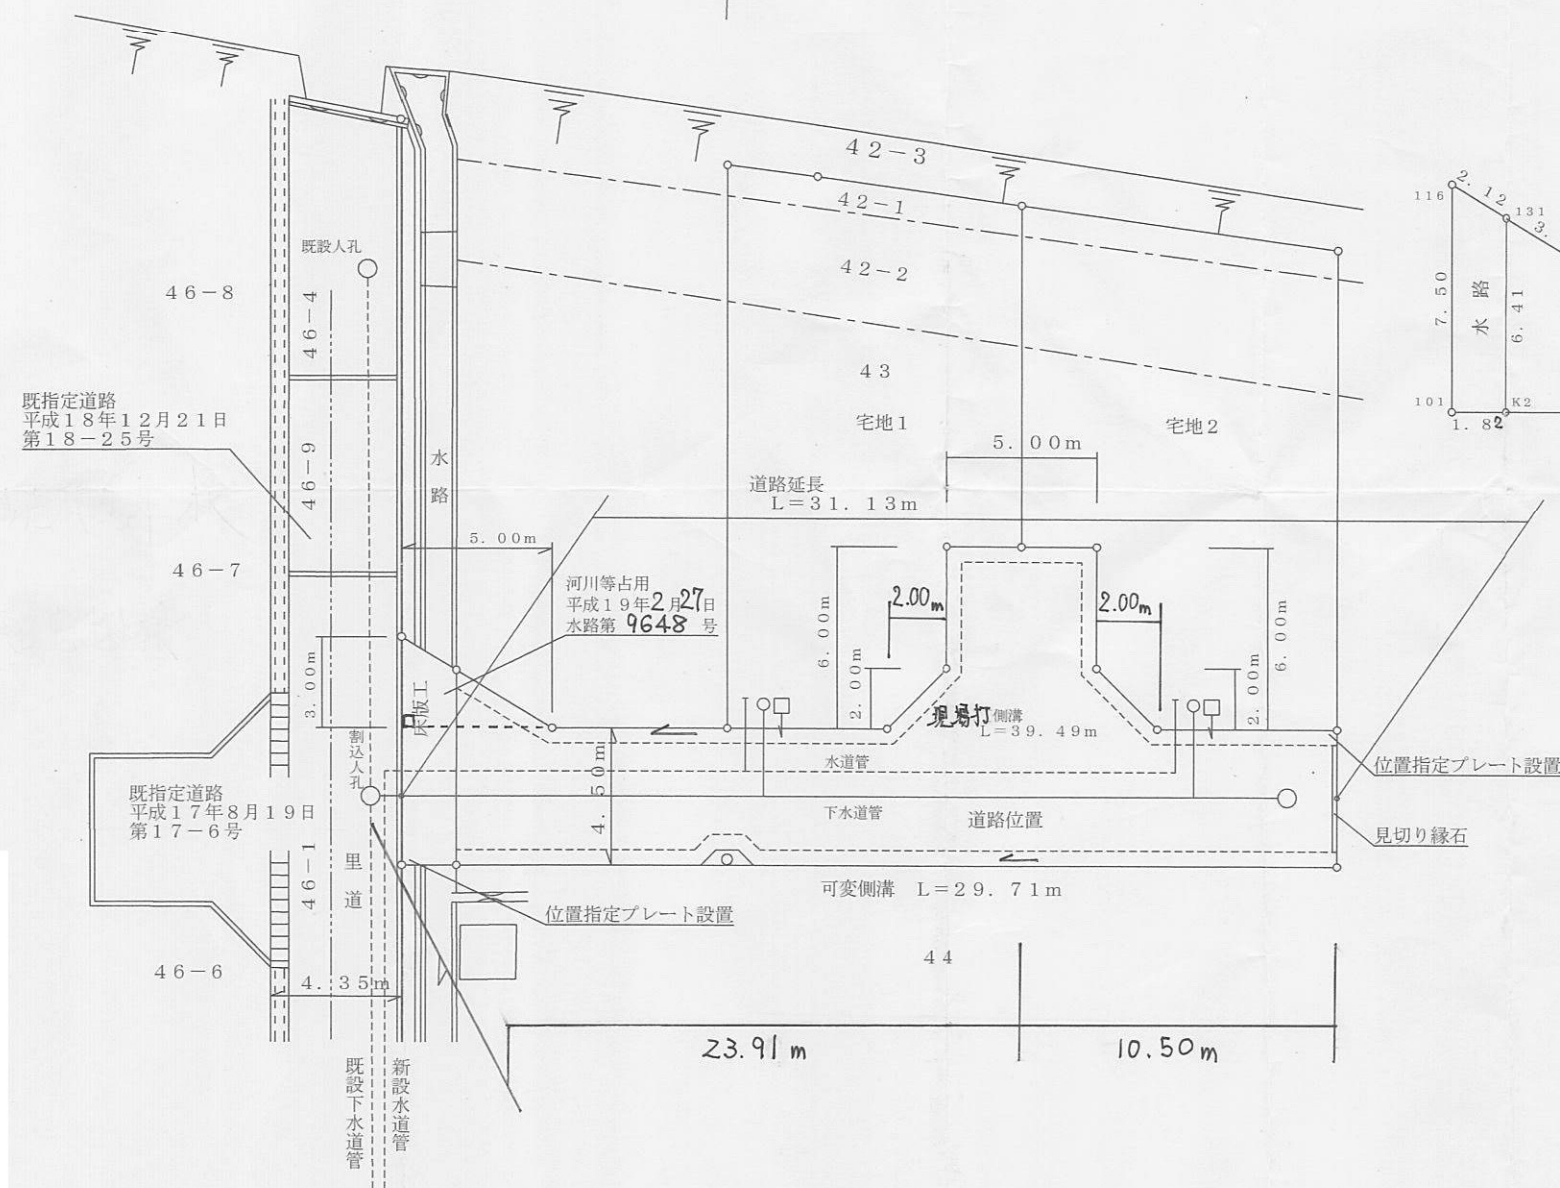 42-3
42-1
42-2
43
宅地1
宅地2
5.00m
道路延長
L=31.13m
既設人孔
46-8
46-4
既指定道路
平成18年12月21日
第18-25号
46-9
水路
46-7
5.00m
河川等占用
平成19年2月27日
水路第 9648 号
3.00m
床版工
割込人孔
2.00m
2.00m
6.00m
2.00m
6.00m
2.00m
現場打側溝
L=39.49m
4.50m
水道管
下水道管
道路位置
位置指定プレート設置
見切り縁石
既指定道路
平成17年8月19日
第17-6号
46-1
里道
可変側溝 L=29.71m
位置指定プレート設置
46-6
4.35m
44
23.91m
10.50m
既設下水道管
新設水道管
116
2.12
131
3.
7.50
水路
6.41
101
K2
1.82